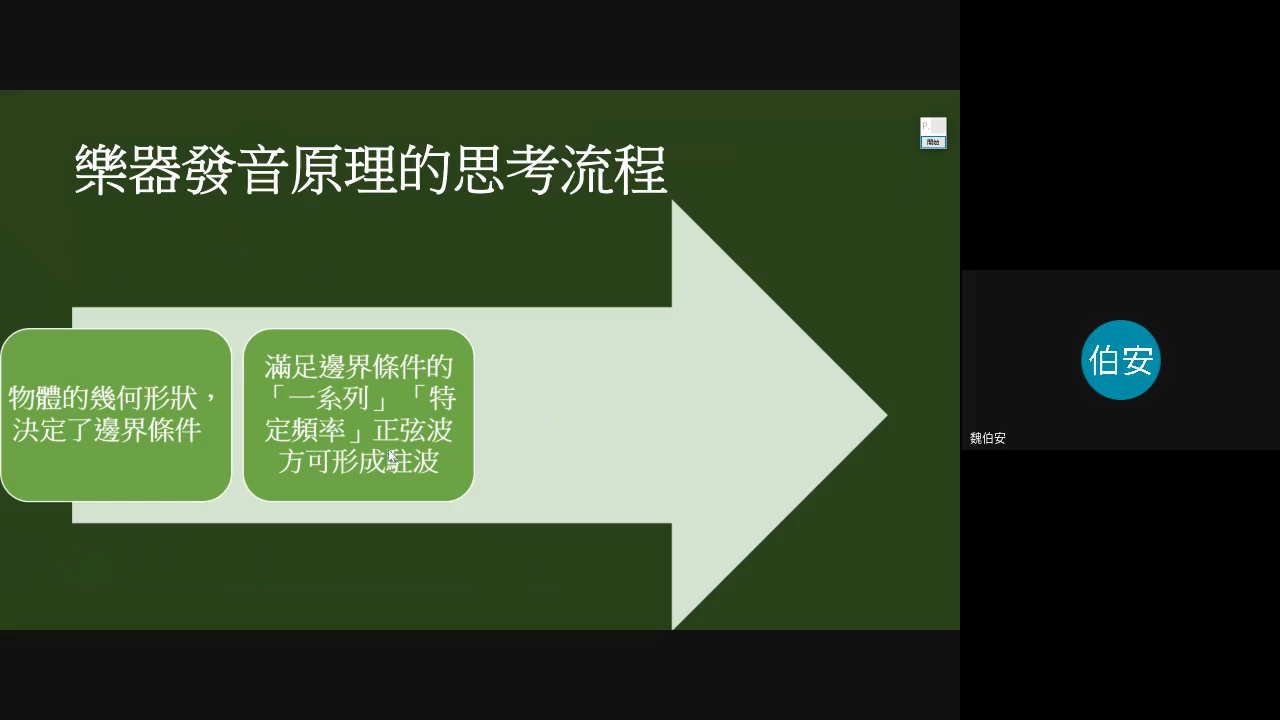 樂器發音原理的思考流程
P.
開始
物體的幾何形狀，
決定了邊界條件
滿足邊界條件的
「一系列」「特
定頻率」正弦波
方可形成駐波
伯安
魏伯安